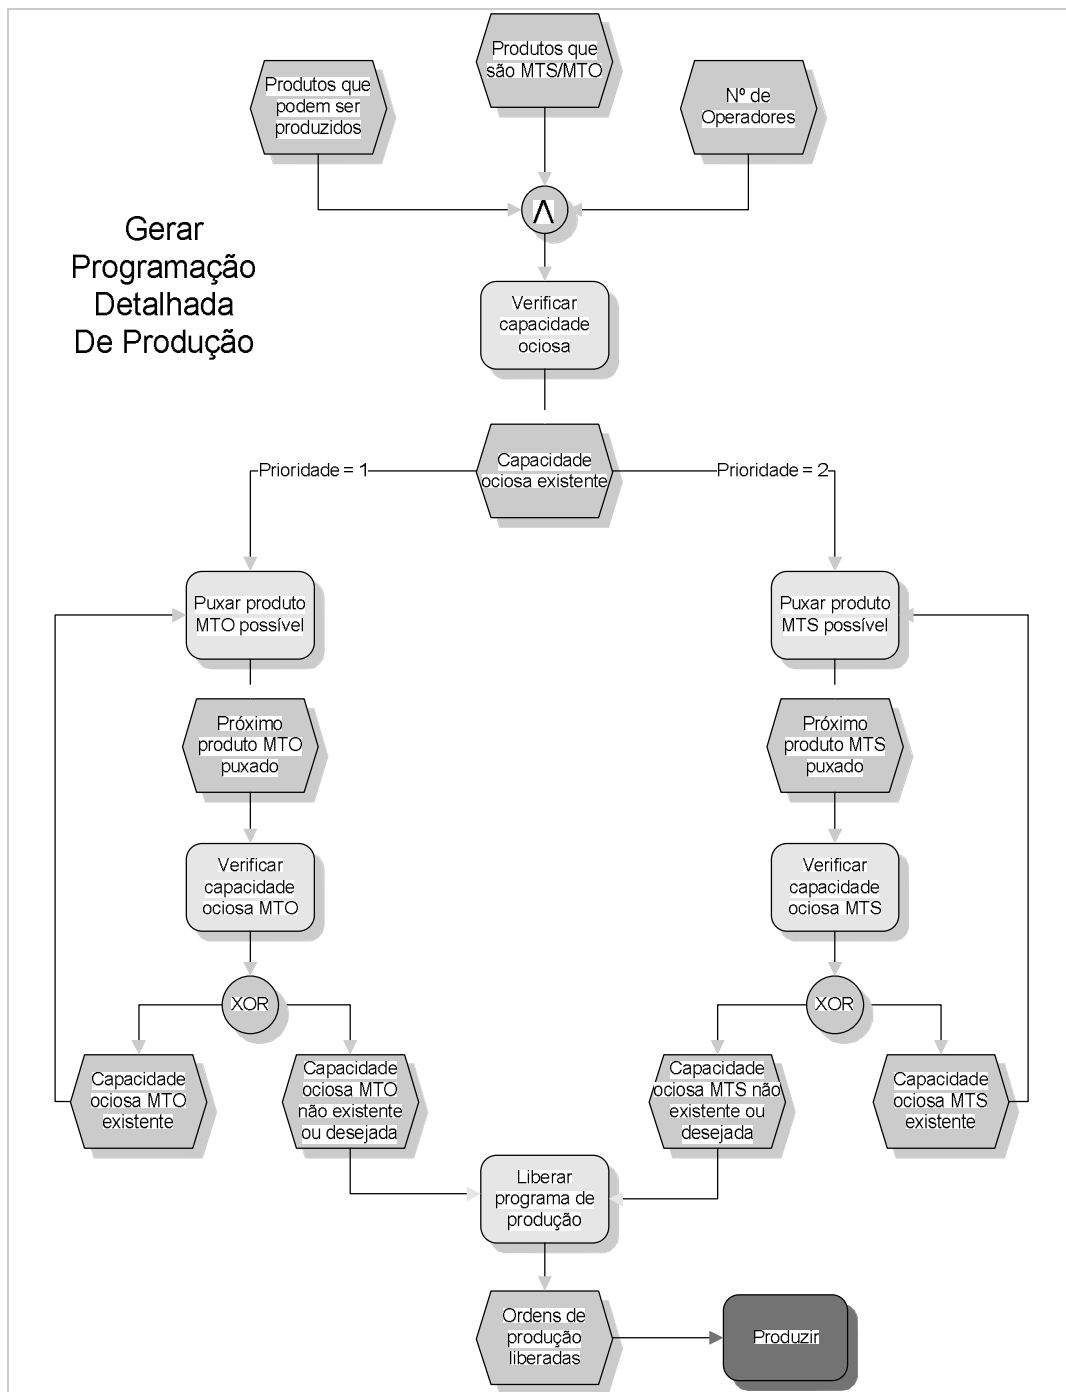 Produtos que
são MTS/MTO
Produtos que
podem ser
produzidos
Nº de
Operadores
Λ
Gerar
Programação
Detalhada
De Produção
Verificar
capacidade
ociosa
Capacidade
ociosa existente
Prioridade = 1
Prioridade = 2
Puxar produto
MTO possível
Puxar produto
MTS possível
Próximo
produto MTO
puxado
Próximo
produto MTS
puxado
Verificar
capacidade
ociosa MTO
Verificar
capacidade
ociosa MTS
XOR
XOR
Capacidade
ociosa MTO
existente
Capacidade
ociosa MTO
não existente
ou desejada
Capacidade
ociosa MTS não
existente ou
desejada
Capacidade
ociosa MTS
existente
Liberar
programa de
produção
Ordens de
produção
liberadas
Produzir